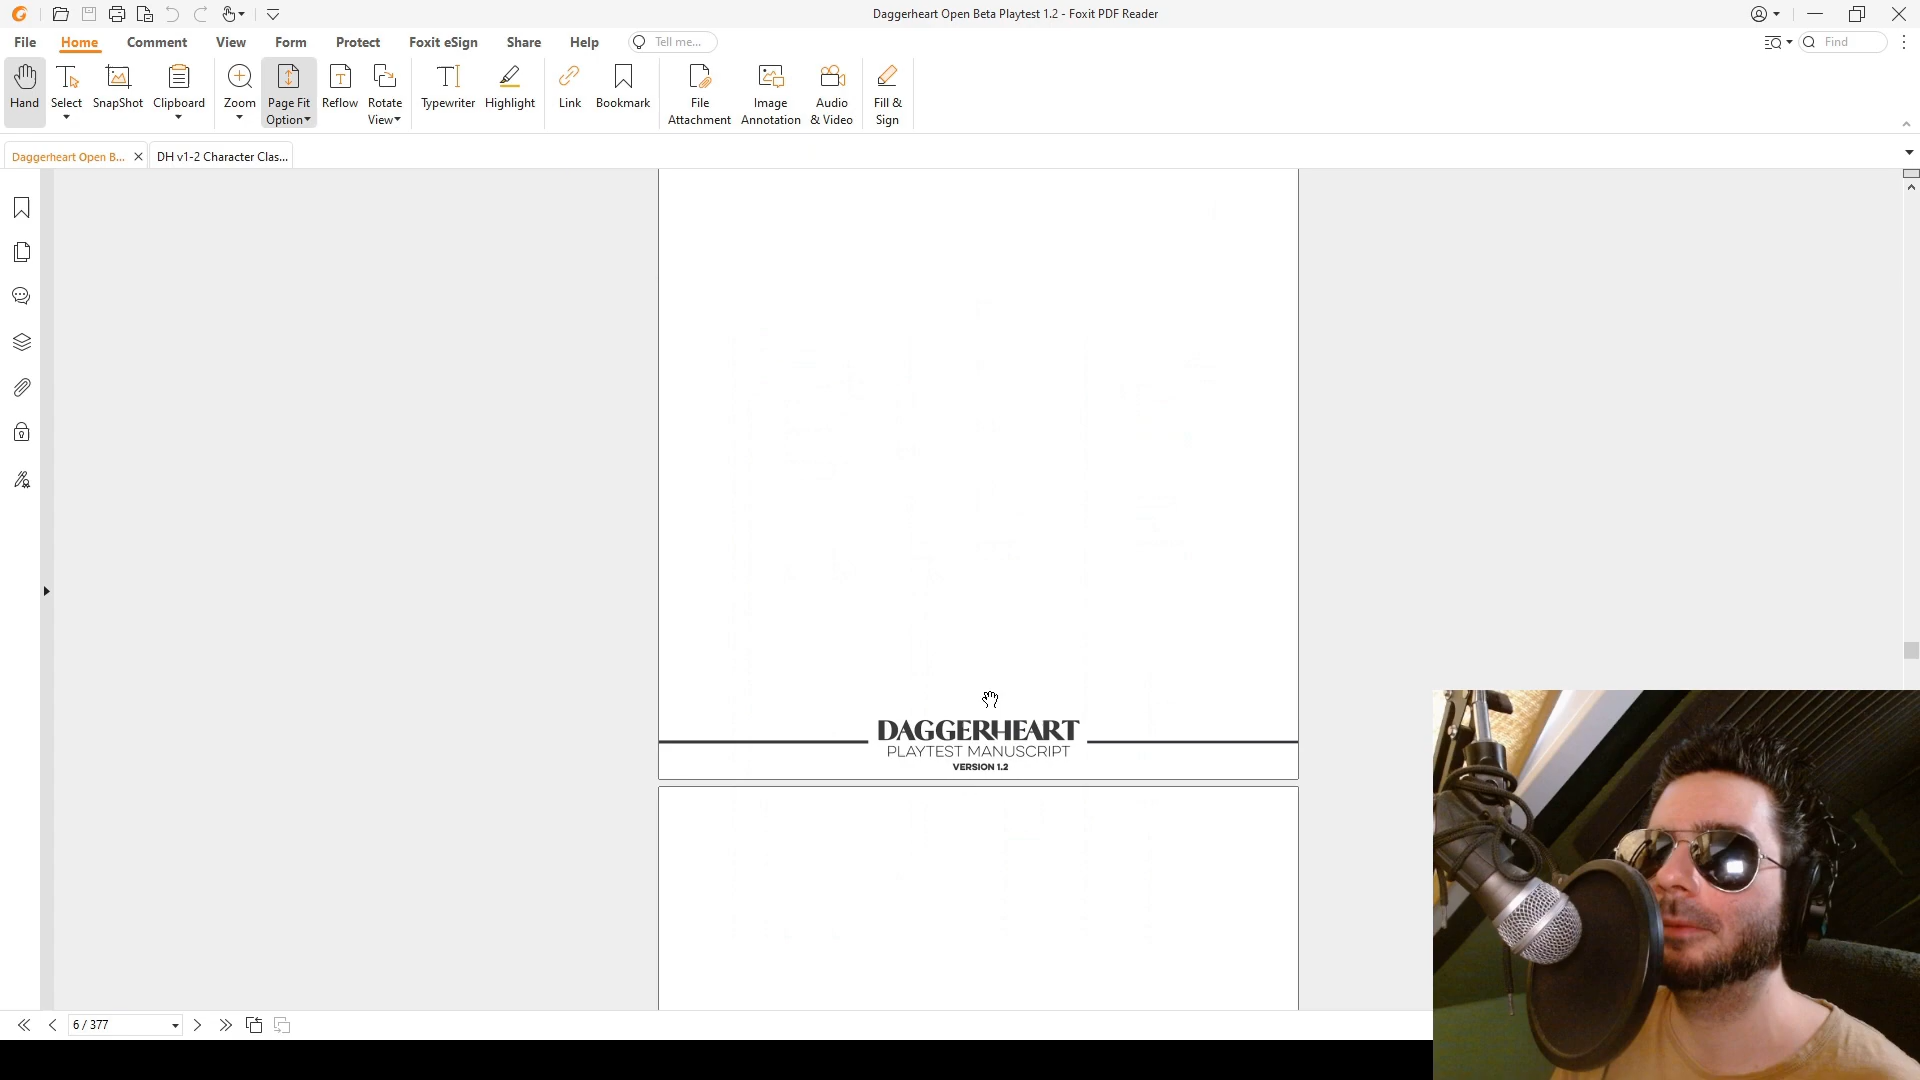 Daggerheart Open Beta Playtest 1.2 - Foxit PDF Reader
File Home Comment View Form Protect Foxit eSign Share Help Tell me... Find
Hand Select SnapShot Clipboard Zoom Page Fit Option Reflow Rotate View Typewriter Highlight Link Bookmark File Attachment Image Annotation Audio & Video Fill & Sign
Daggerheart Open B... DH v1-2 Character Clas...
DAGGERHEART
PLAYTEST MANUSCRIPT
VERSION 1.2
6 / 377